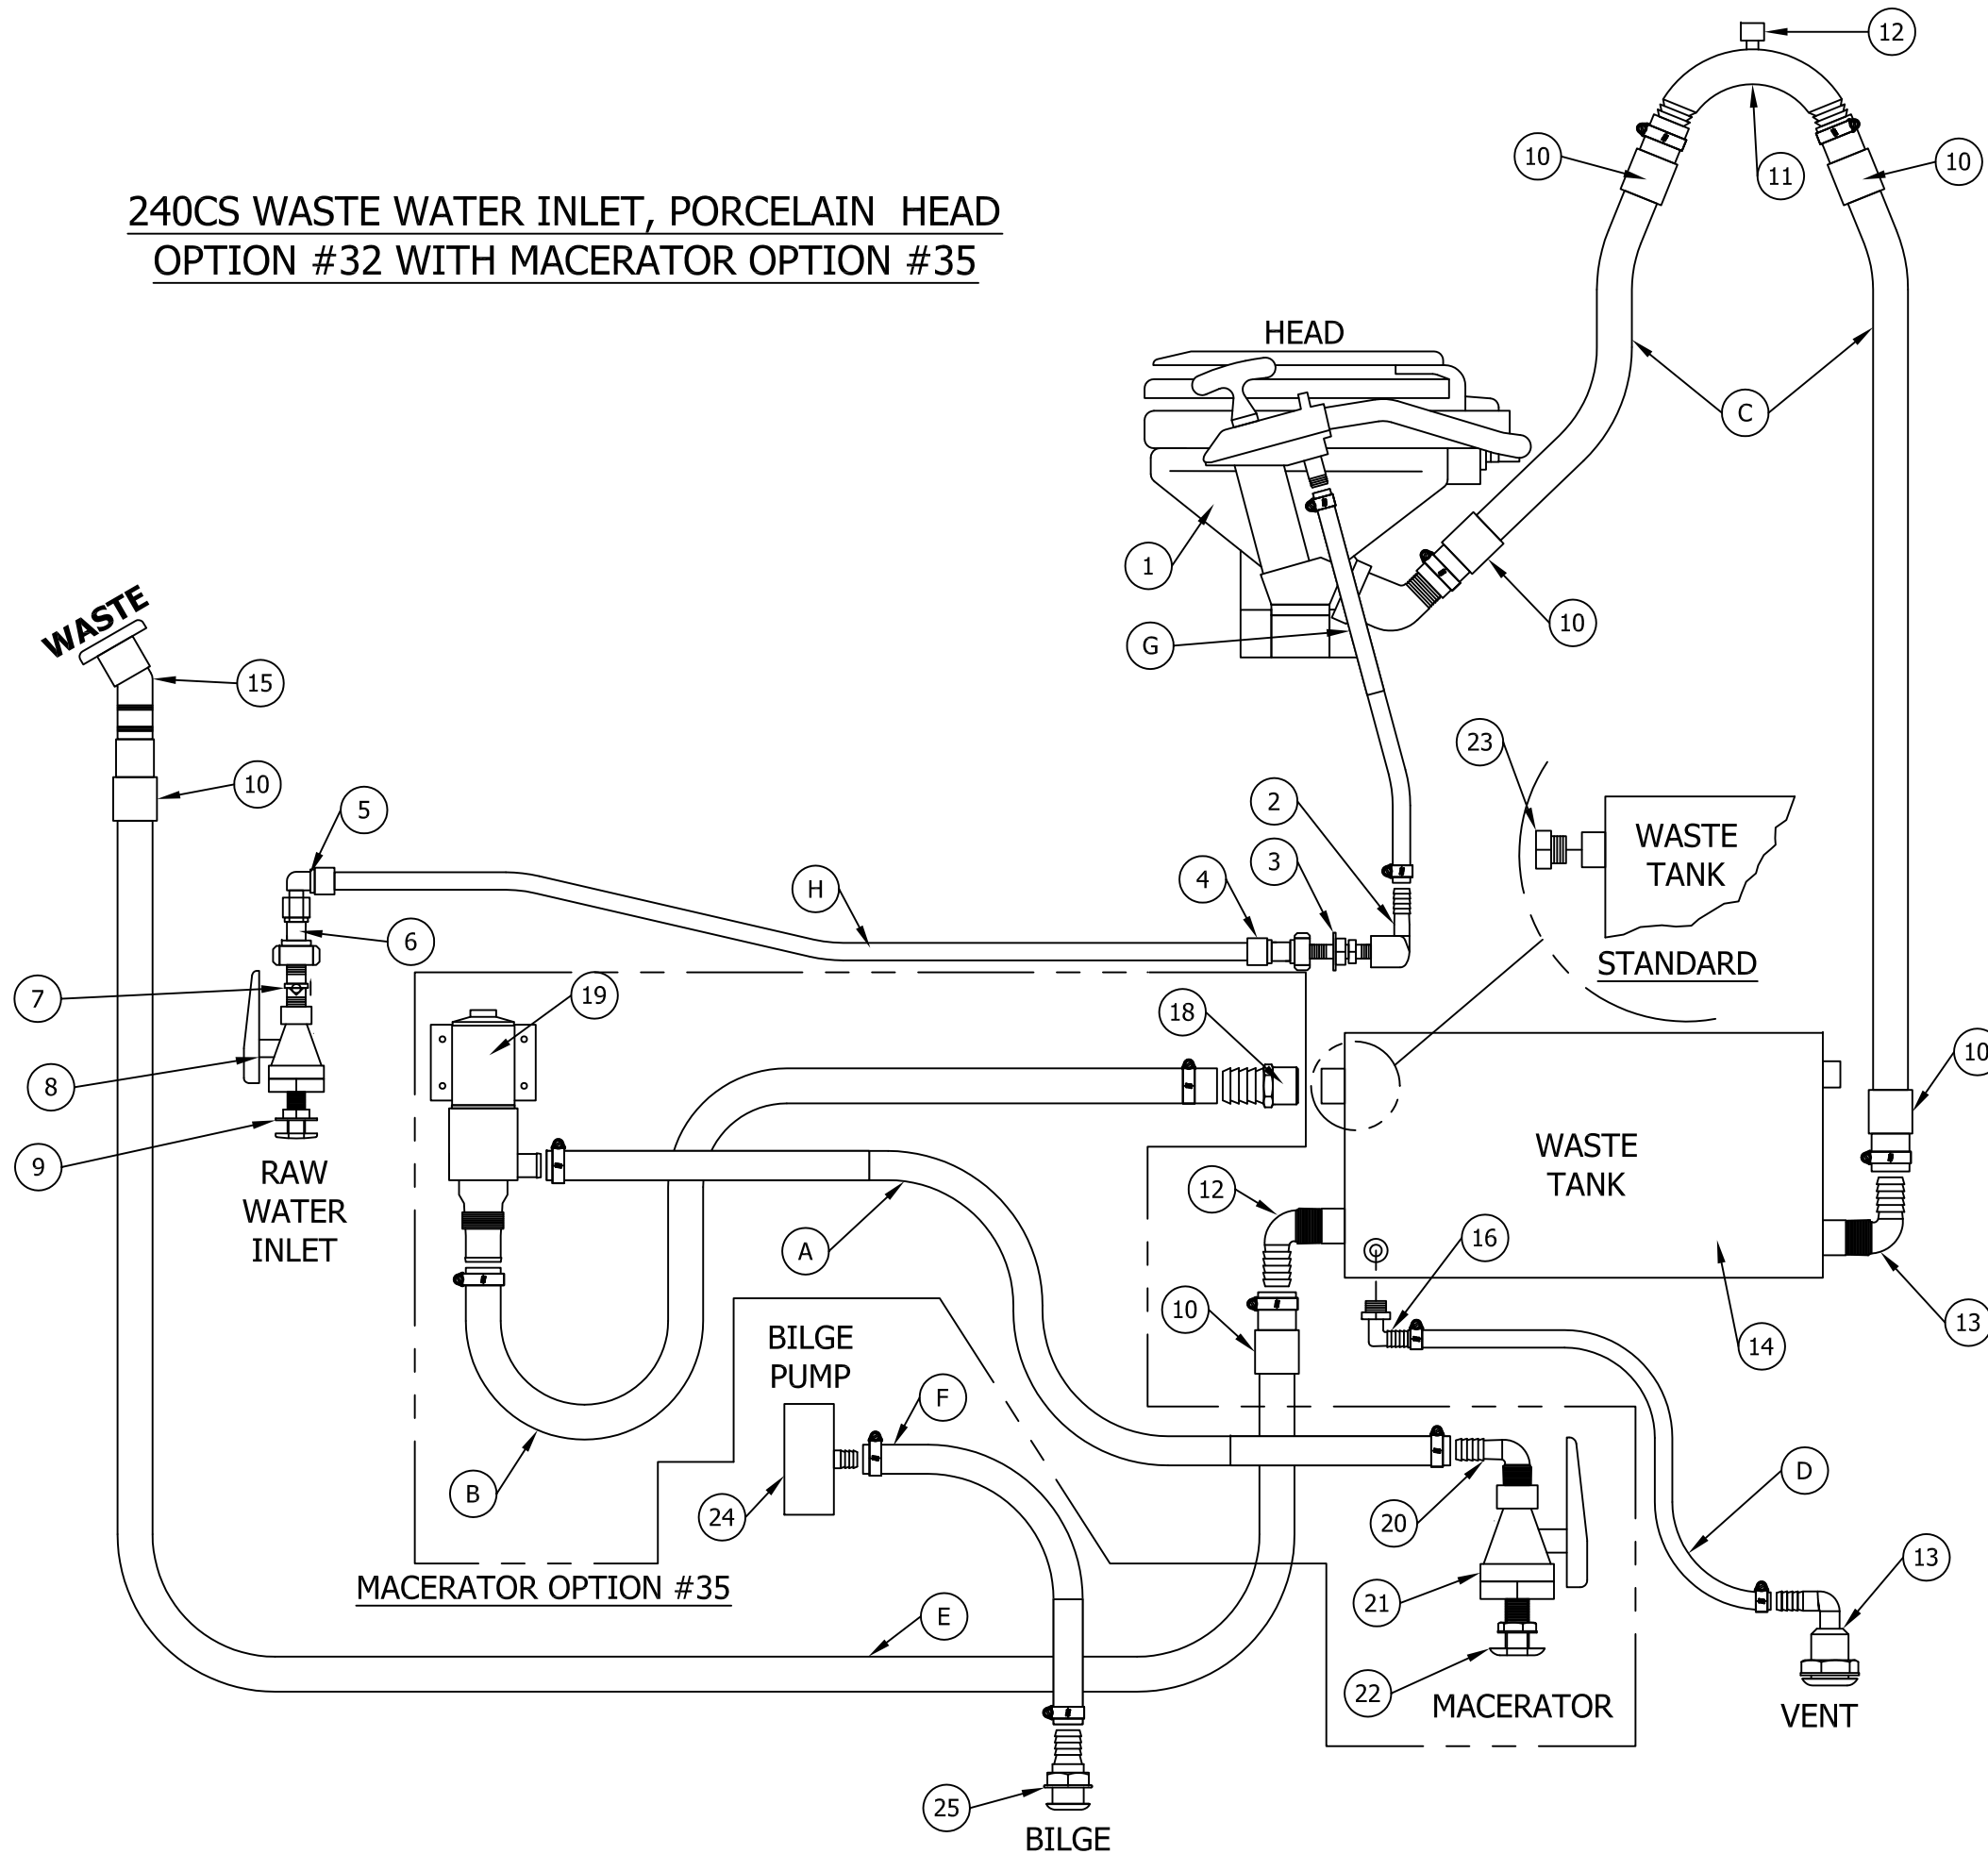 240CS WASTE WATER INLET, PORCELAIN HEAD
OPTION #32 WITH MACERATOR OPTION #35
12
10
11
10
HEAD
C
1
10
G
WASTE
15
10
5
23
2
WASTE
TANK
3
H
4
6
STANDARD
7
19
18
8
10
9
RAW
WATER
INLET
WASTE
TANK
12
16
A
10
13
14
BILGE
PUMP
F
B
24
20
D
MACERATOR OPTION #35
21
13
E
22
MACERATOR
VENT
25
BILGE